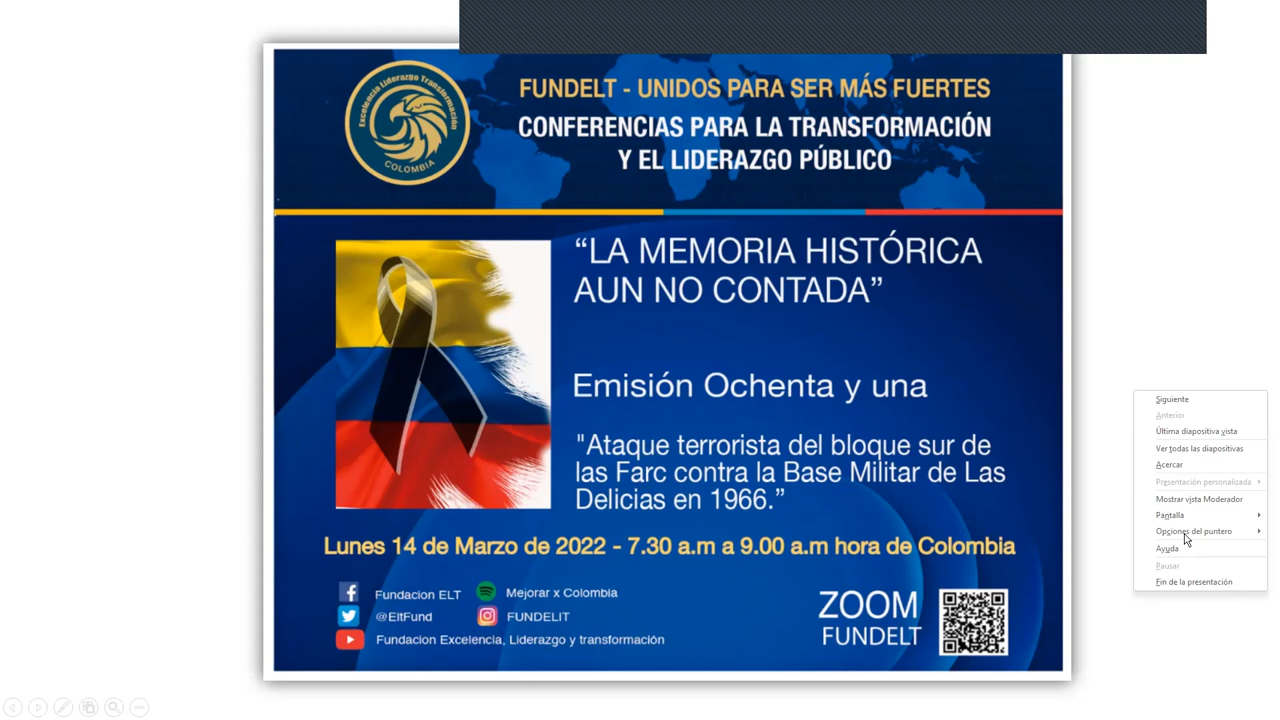 Excelencia Liderazgo Transformación
COLOMBIA
FUNDELT - UNIDOS PARA SER MÁS FUERTES
CONFERENCIAS PARA LA TRANSFORMACIÓN
Y EL LIDERAZGO PÚBLICO
“LA MEMORIA HISTÓRICA
AUN NO CONTADA”
Emisión Ochenta y una
"Ataque terrorista del bloque sur de
las Farc contra la Base Militar de Las
Delicias en 1966.”
Lunes 14 de Marzo de 2022 - 7.30 a.m a 9.00 a.m hora de Colombia
Fundacion ELT
Mejorar x Colombia
@EltFund
FUNDELIT
Fundacion Excelencia, Liderazgo y transformación
ZOOM
FUNDELT
Siguiente
Anterior
Última diapositiva vista
Ver todas las diapositivas
Acercar
Presentación personalizada
Mostrar vista Moderador
Pantalla
Opciones del puntero
Ayuda
Pausar
Fin de la presentación